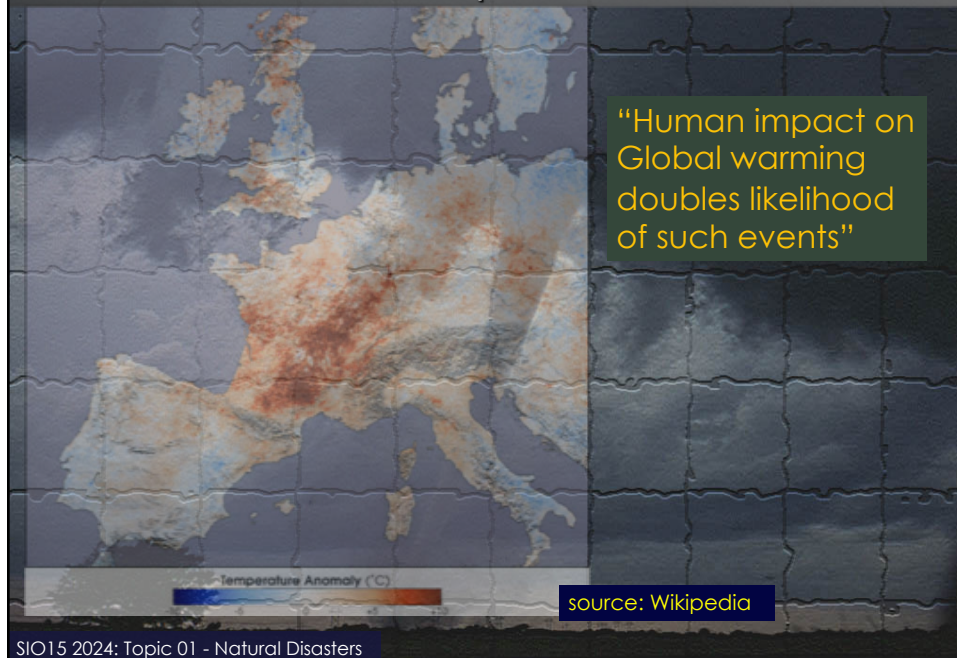 “Human impact on
Global warming
doubles likelihood
of such events”
Temperature Anomaly (°C)
source: Wikipedia
SIO15 2024: Topic 01 - Natural Disasters